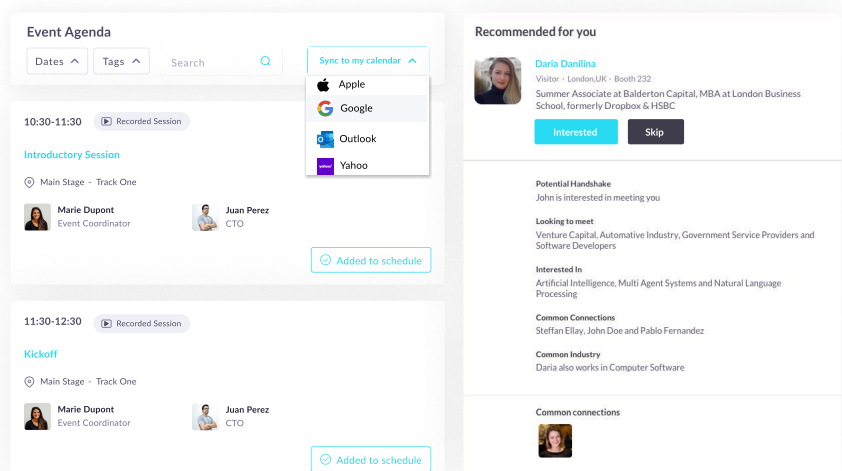 Event Agenda
Dates
Tags
Search
Sync to my calendar
Apple
Google
Outlook
yahoo!
Yahoo
10:30-11:30
Recorded Session
Introductory Session
Main Stage - Track One
Marie Dupont
Event Coordinator
Juan Perez
CTO
Added to schedule
11:30-12:30
Recorded Session
Kickoff
Main Stage - Track One
Marie Dupont
Event Coordinator
Juan Perez
CTO
Added to schedule
Recommended for you
Daria Danilina
Visitor · London,UK · Booth 232
Summer Associate at Balderton Capital, MBA at London Business
School, formerly Dropbox & HSBC
Interested
Skip
Potential Handshake
John is interested in meeting you
Looking to meet
Venture Capital, Automative Industry, Government Service Providers and
Software Developers
Interested In
Artificial Intelligence, Multi Agent Systems and Natural Language
Processing
Common Connections
Steffan Ellay, John Doe and Pablo Fernandez
Common Industry
Daria also works in Computer Software
Common connections